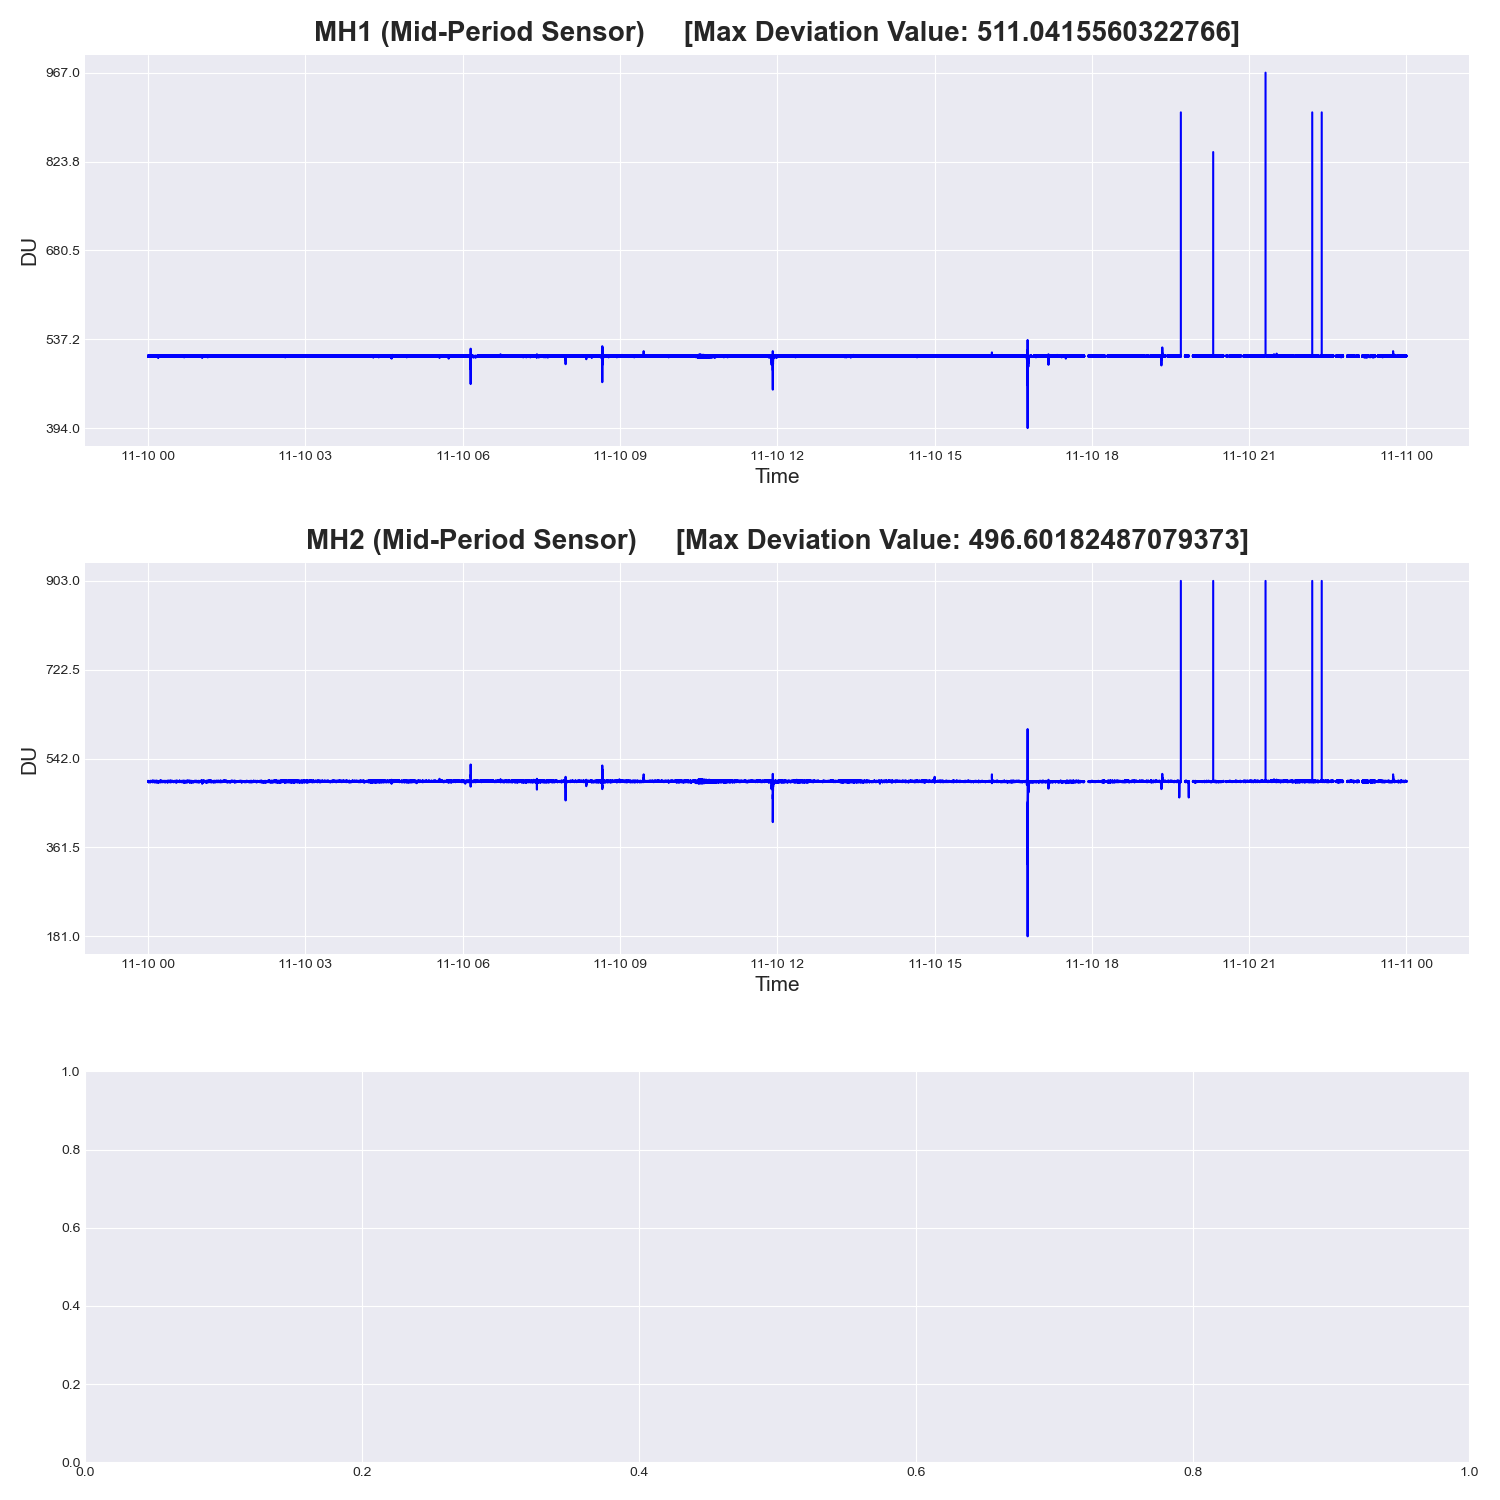 MH1 (Mid-Period Sensor) [Max Deviation Value: 511.0415560322766]
967.0
823.8
680.5
537.2
394.0
DU
11-10 00 11-10 03 11-10 06 11-10 09 11-10 12 11-10 15 11-10 18 11-10 21 11-11 00
Time
MH2 (Mid-Period Sensor) [Max Deviation Value: 496.60182487079373]
903.0
722.5
542.0
361.5
181.0
DU
11-10 00 11-10 03 11-10 06 11-10 09 11-10 12 11-10 15 11-10 18 11-10 21 11-11 00
Time
1.0
0.8
0.6
0.4
0.2
0.0
0.0 0.2 0.4 0.6 0.8 1.0